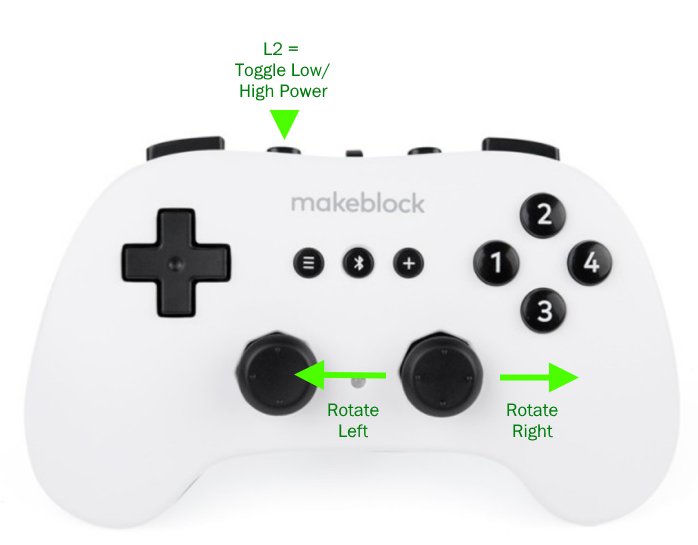 L2 =
Toggle Low/
High Power
makeblock
2
1
4
+
3
Rotate
Left
Rotate
Right